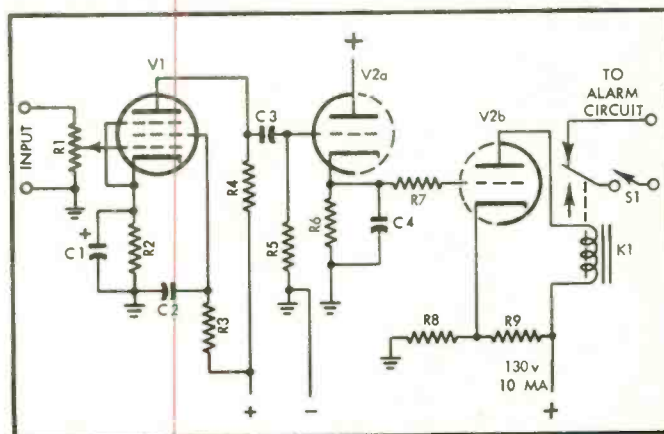 V1
V2a
V2b
TO
ALARM
CIRCUIT
INPUT
R1
C3
R4
S1
C1
R2
R5
R6
C4
R7
K1
C2
R3
R8
R9
130 v
10 MA
+
+
+
+
−